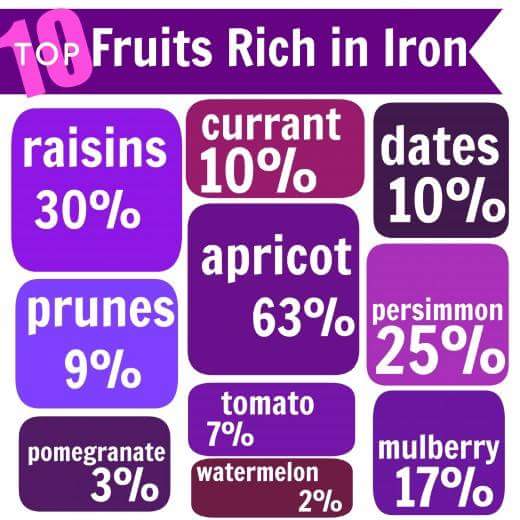 TOP 10 Fruits Rich in Iron
raisins
30%
currant
10%
dates
10%
prunes
9%
apricot
63%
persimmon
25%
pomegranate
3%
tomato
7%
watermelon
2%
mulberry
17%